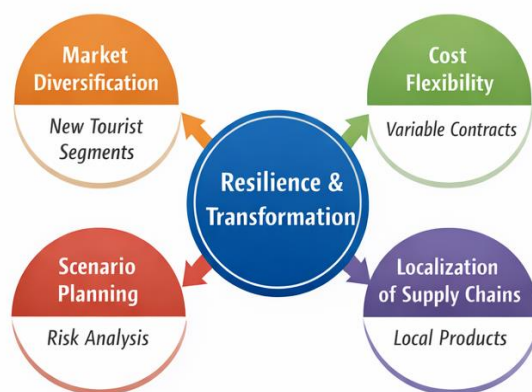 Market
Diversification
New Tourist
Segments
Cost
Flexibility
Variable Contracts
Resilience &
Transformation
Scenario
Planning
Risk Analysis
Localization
of Supply Chains
Local Products